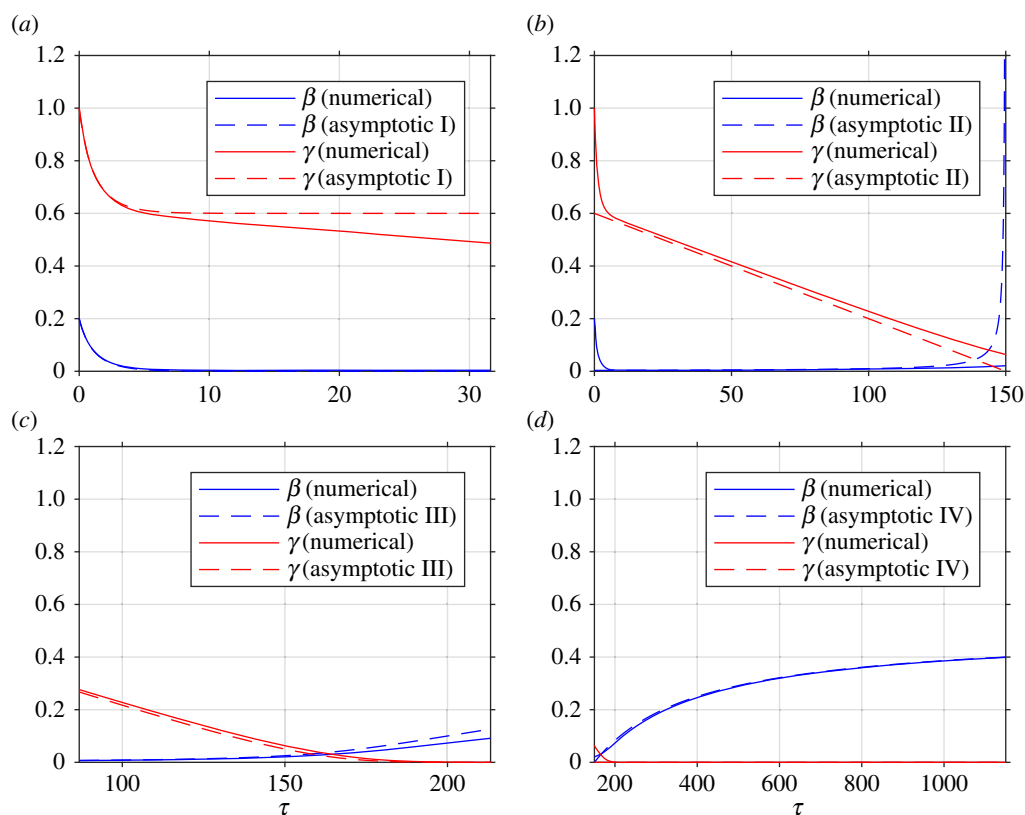 (a)
1.2
1.0
0.8
0.6
0.4
0.2
0
0 10 20 30
β (numerical)
β (asymptotic I)
γ (numerical)
γ (asymptotic I)
(b)
1.2
1.0
0.8
0.6
0.4
0.2
0
0 50 100 150
β (numerical)
β (asymptotic II)
γ (numerical)
γ (asymptotic II)
(c)
1.2
1.0
0.8
0.6
0.4
0.2
0
100 150 200
τ
β (numerical)
β (asymptotic III)
γ (numerical)
γ (asymptotic III)
(d)
1.2
1.0
0.8
0.6
0.4
0.2
0
200 400 600 800 1000
τ
β (numerical)
β (asymptotic IV)
γ (numerical)
γ (asymptotic IV)